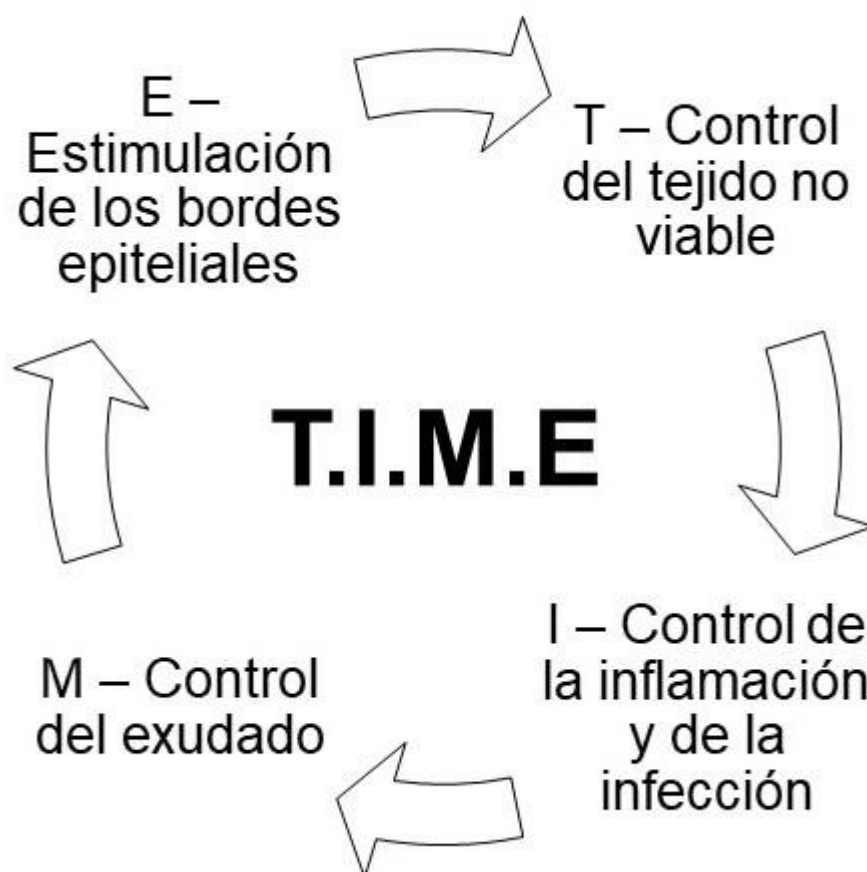 E –
Estimulación
de los bordes
epiteliales
T – Control
del tejido no
viable
T.I.M.E
I – Control de
la inflamación
y de la
infección
M – Control
del exudado